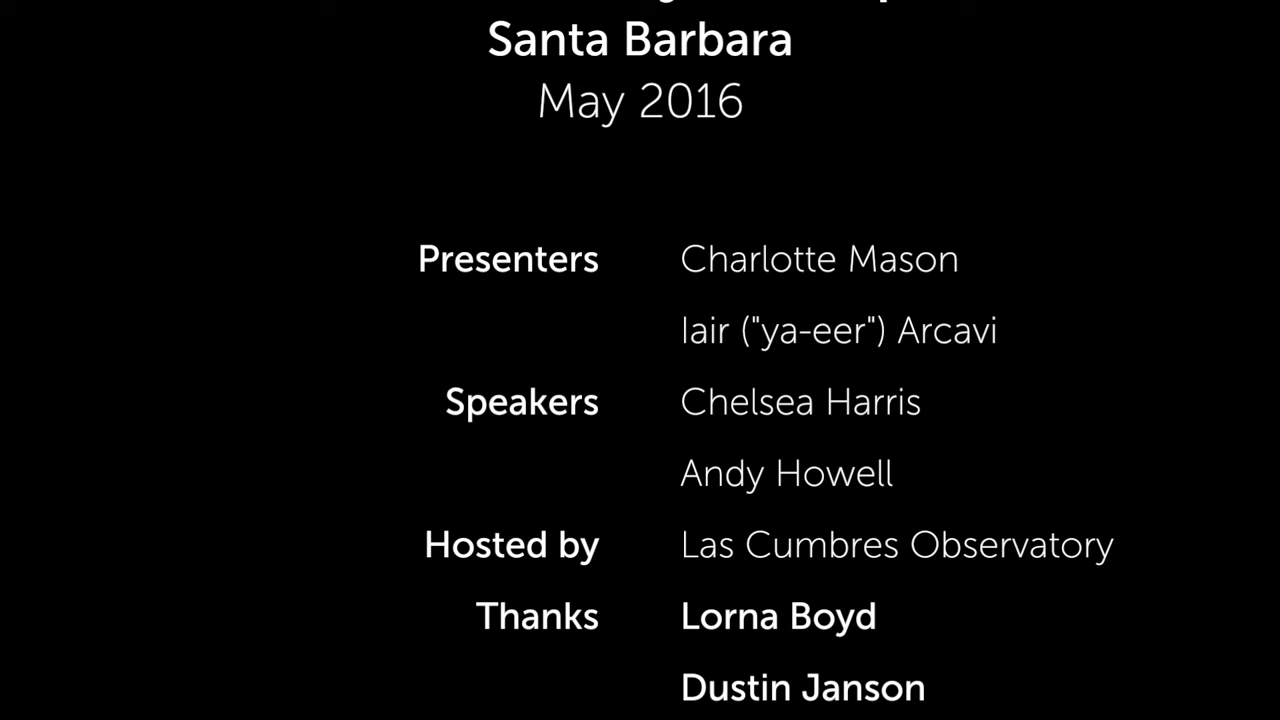 Santa Barbara
May 2016
Presenters Charlotte Mason
Iair ("ya-eer") Arcavi
Speakers Chelsea Harris
Andy Howell
Hosted by Las Cumbres Observatory
Thanks Lorna Boyd
Dustin Janson